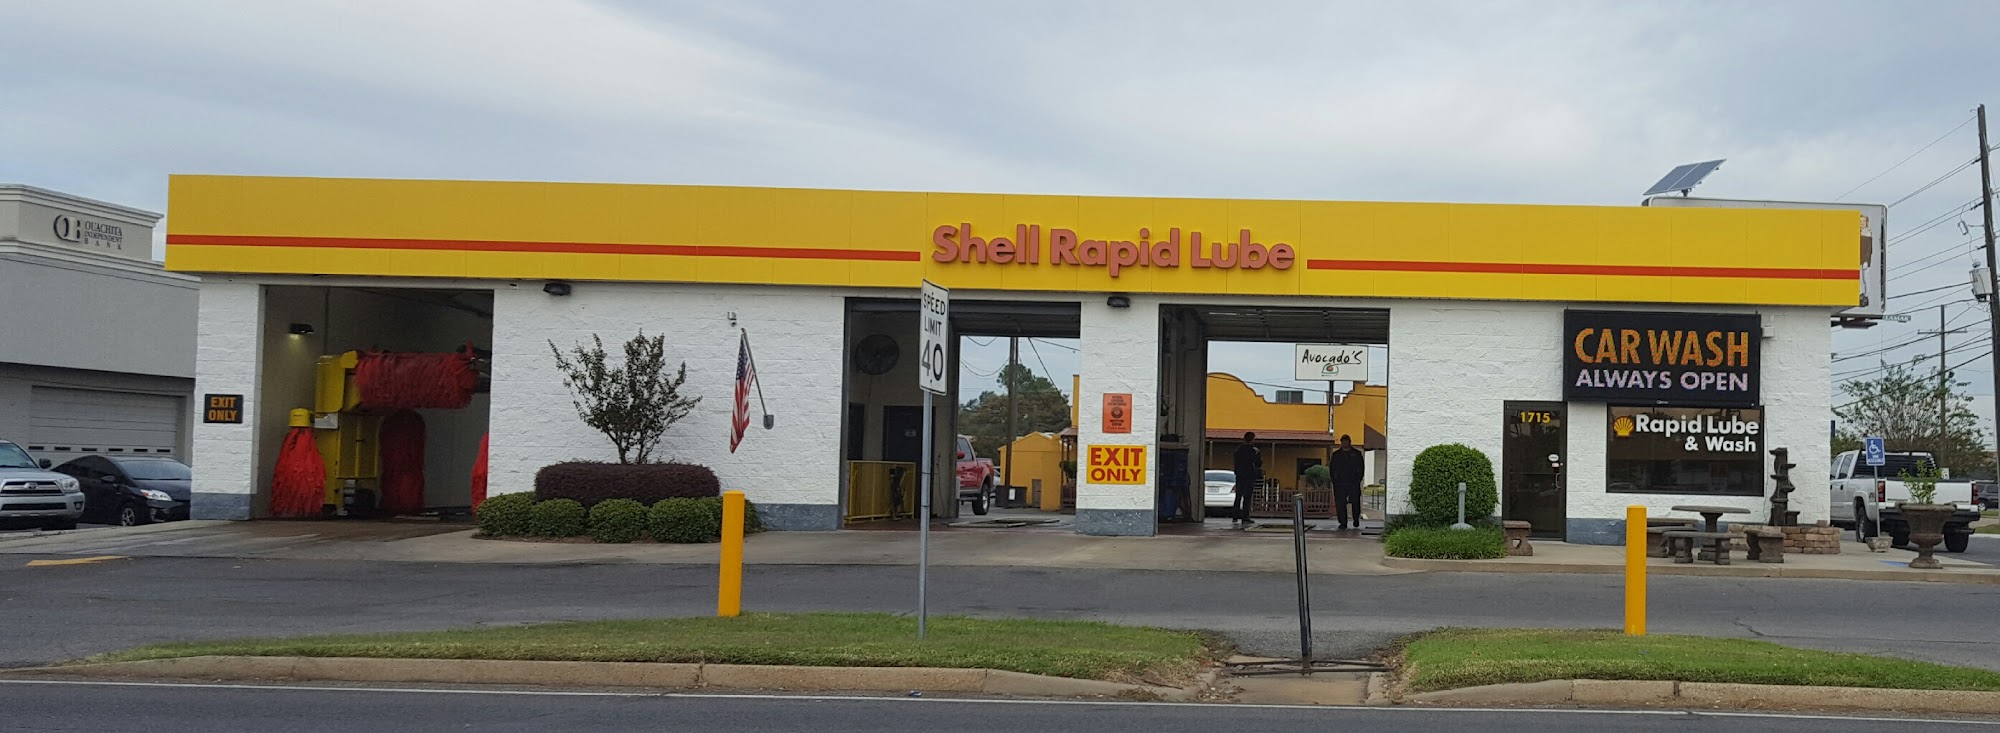 OIB
OUACHITA
INDEPENDENT
BANK
Shell Rapid Lube
SPEED
LIMIT
40
EXIT
ONLY
EXIT
ONLY
Avocado'S
CAR WASH
ALWAYS OPEN
1715
Rapid Lube
& Wash